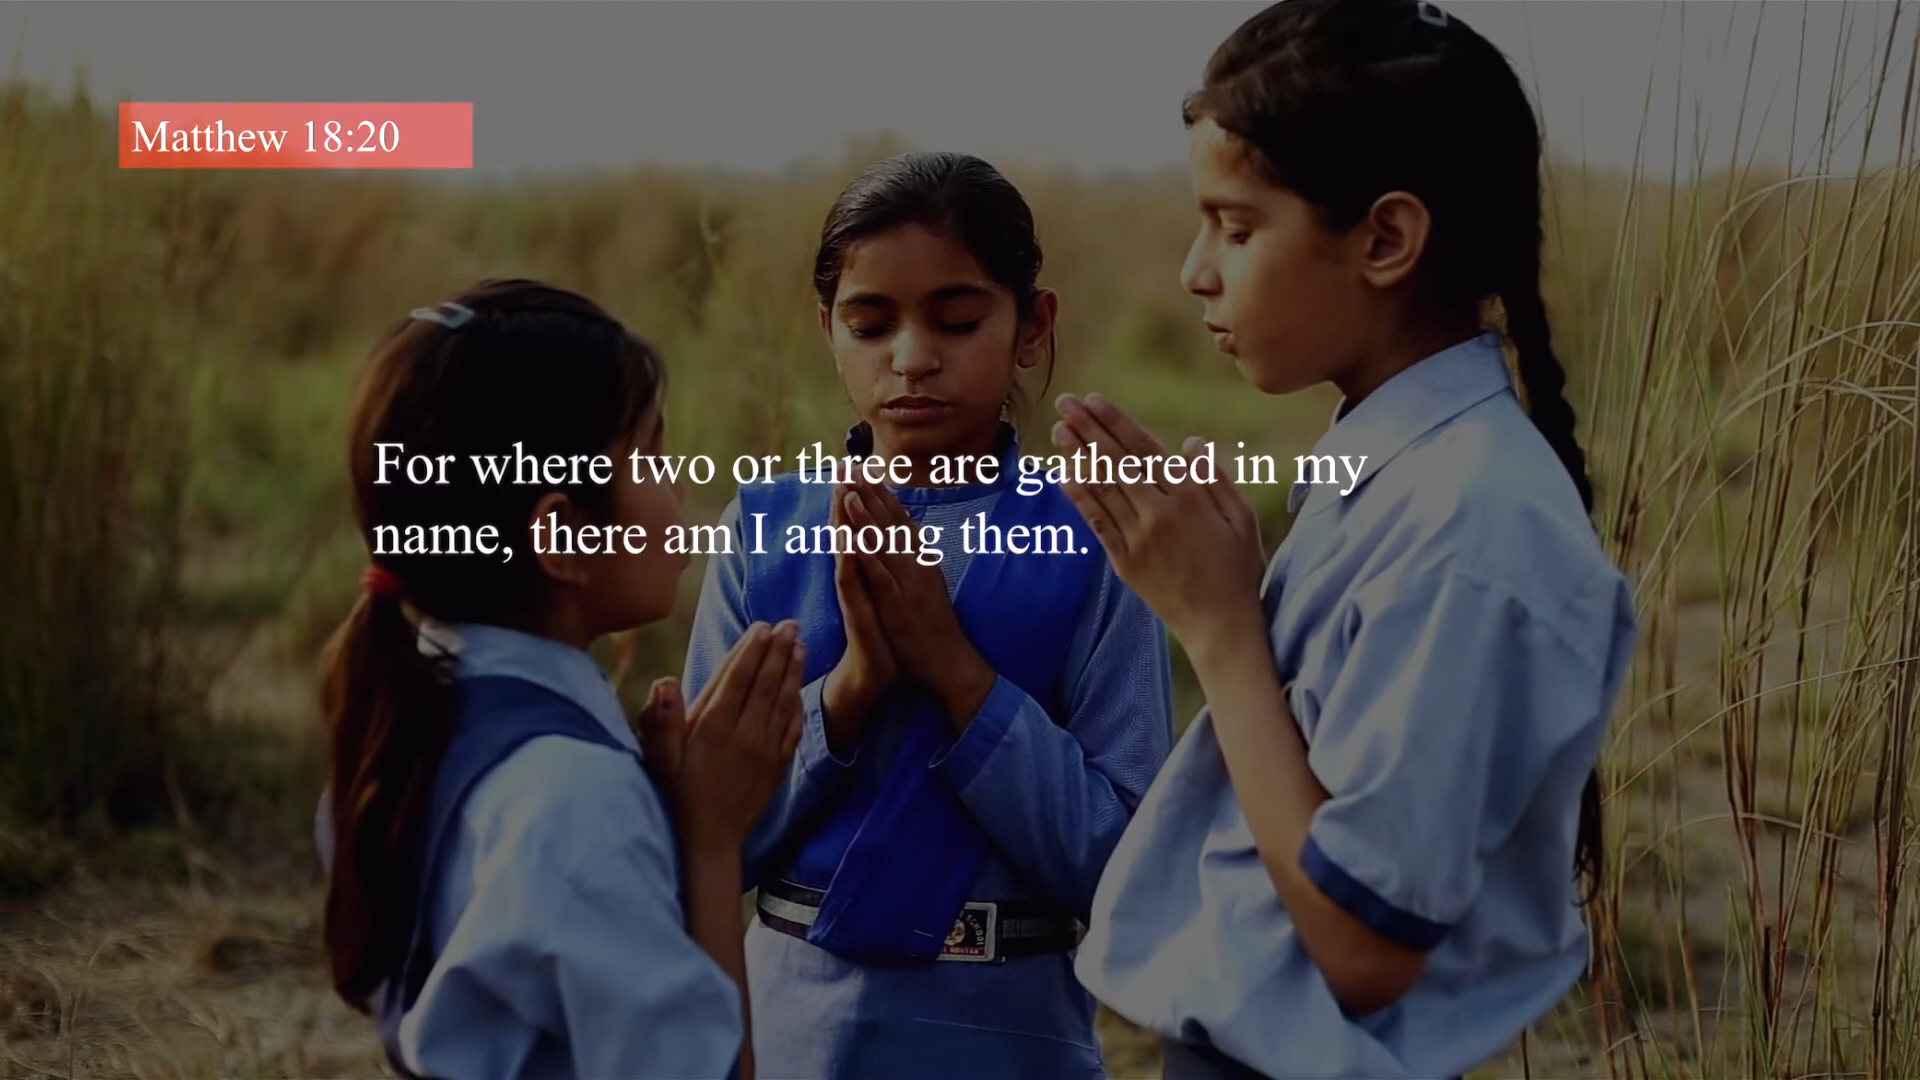 Matthew 18:20
For where two or three are gathered in my
name, there am I among them.